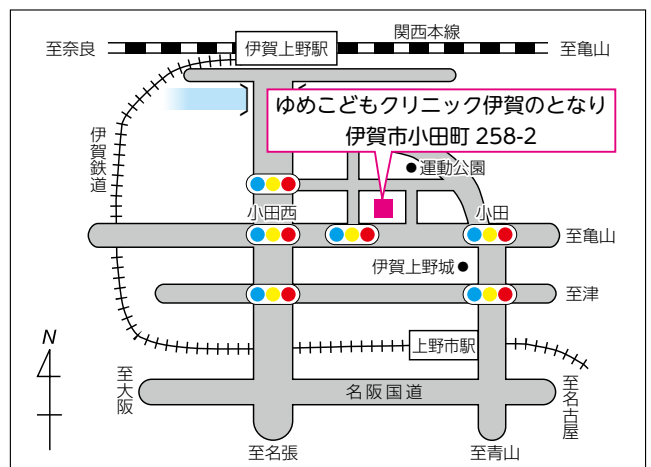 関西本線
至奈良
伊賀上野駅
至亀山
ゆめこどもクリニック伊賀のとなり
伊賀市小田町 258-2
伊賀鉄道
運動公園
小田西
小田
至亀山
伊賀上野城
至津
N
上野市駅
至大阪
名阪国道
至名古屋
至名張
至青山